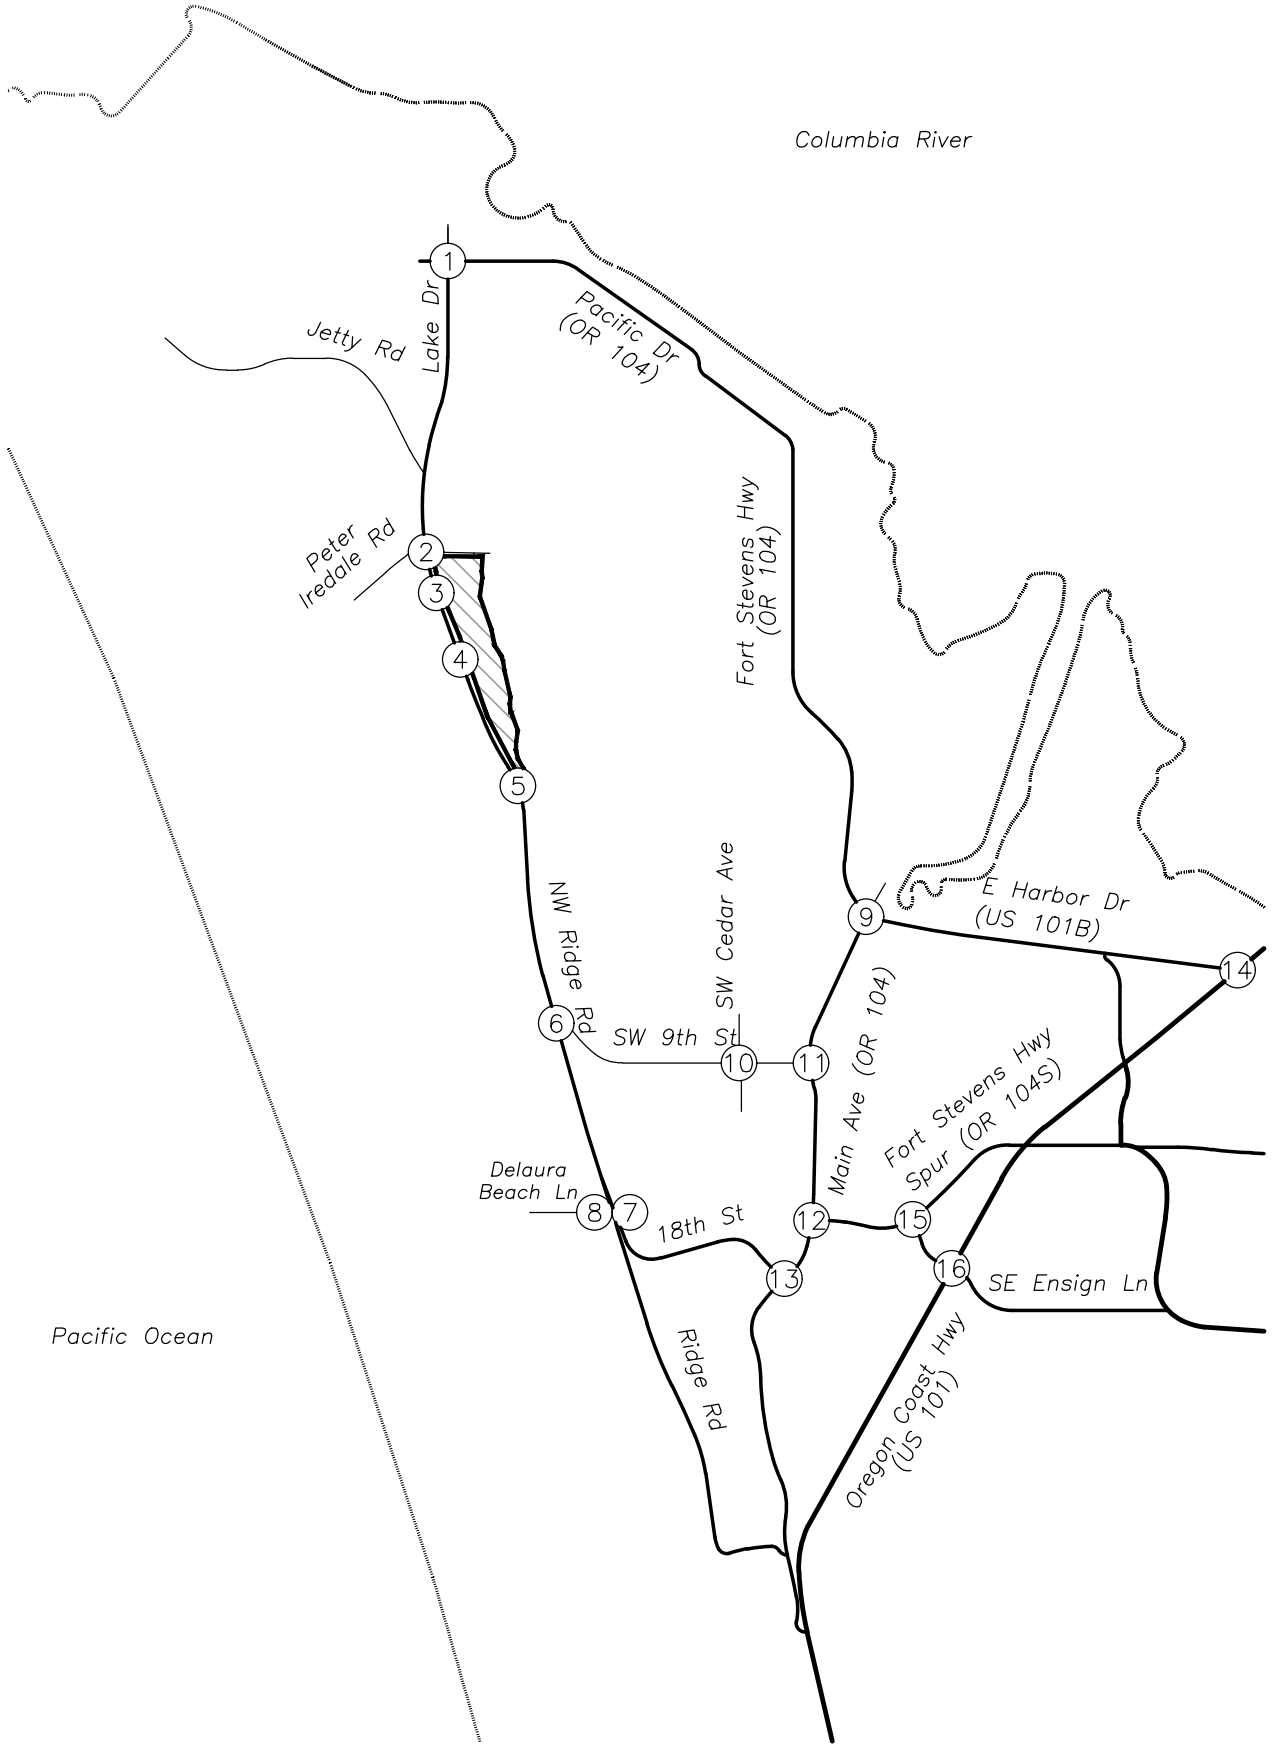 Columbia River
1
Lake Dr
Jetty Rd
Pacific Dr
(OR 104)
Peter
Iredale Rd
2
3
4
5
Fort Stevens Hwy
(OR 104)
NW Ridge Rd
SW Cedar Ave
9
E Harbor Dr
(US 101B)
14
6
SW 9th St
10
11
Main Ave (OR 104)
Fort Stevens Hwy
Spur (OR 104S)
Delaura
Beach Ln
8
7
18th St
12
15
13
16
SE Ensign Ln
Pacific Ocean
Ridge Rd
Oregon Coast Hwy
(US 101)